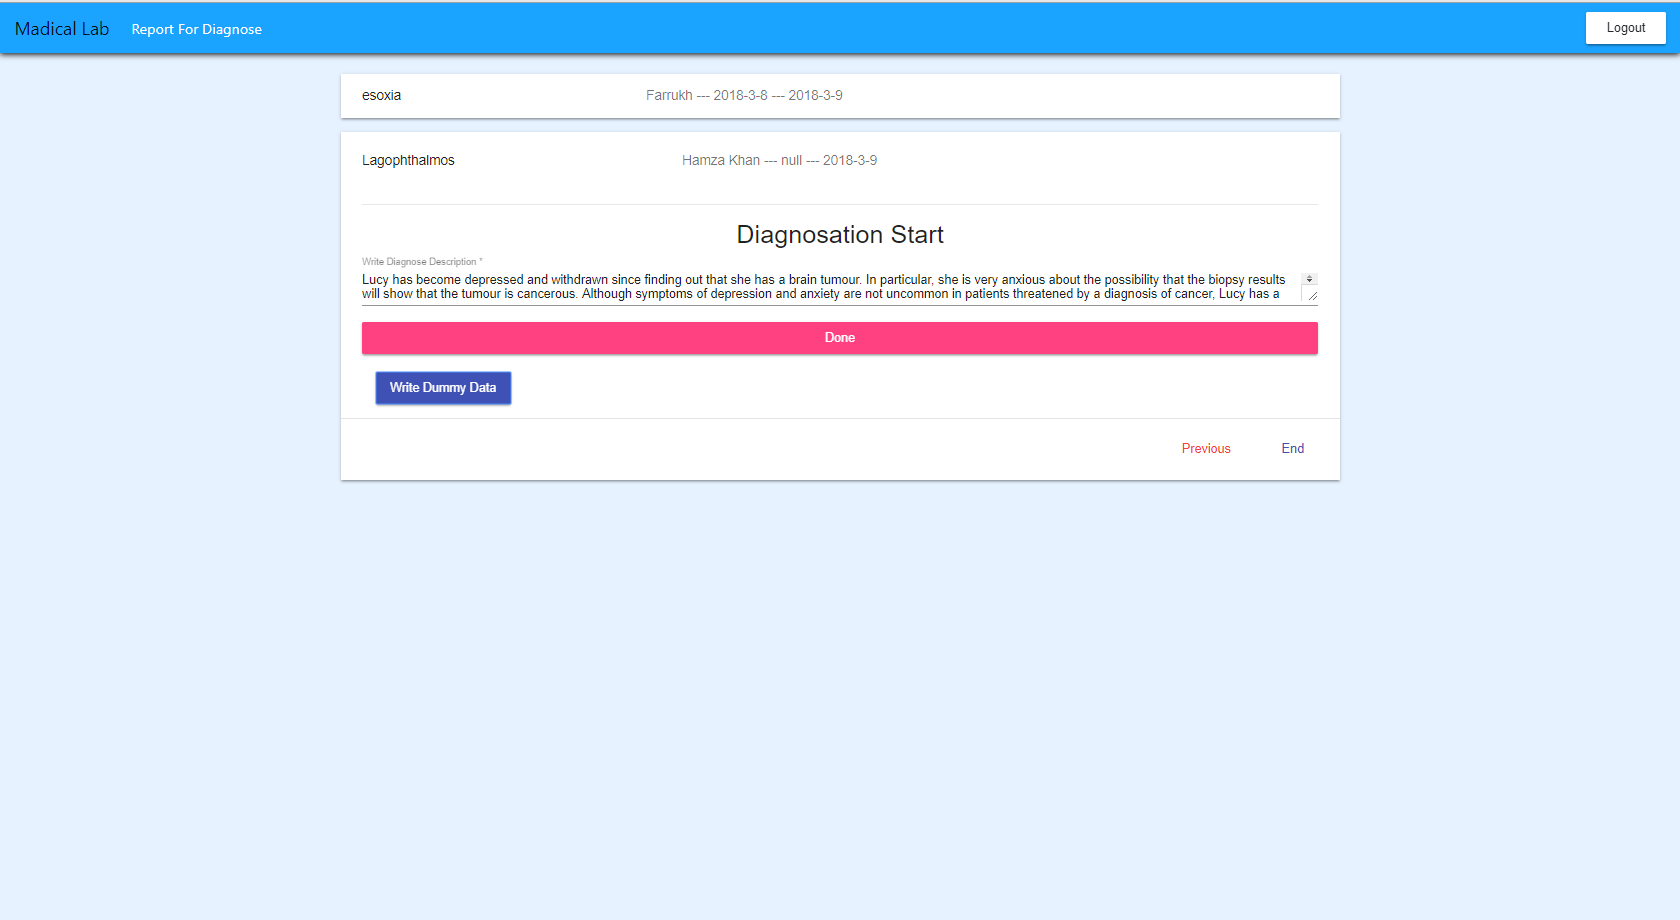 Madical Lab Report For Diagnose Logout
esoxia Farrukh --- 2018-3-8 --- 2018-3-9
Lagophthalmos Hamza Khan --- null --- 2018-3-9
Diagnosation Start
Write Diagnose Description *
Lucy has become depressed and withdrawn since finding out that she has a brain tumour. In particular, she is very anxious about the possibility that the biopsy results
will show that the tumour is cancerous. Although symptoms of depression and anxiety are not uncommon in patients threatened by a diagnosis of cancer, Lucy has a
Done
Write Dummy Data
Previous End